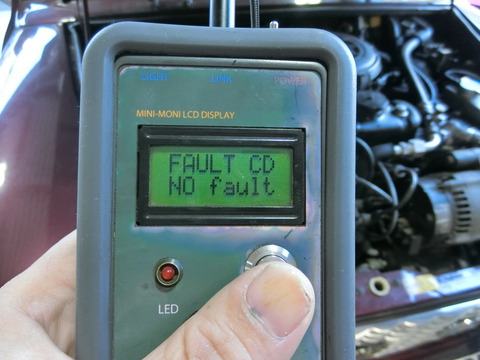 LIGHT LINK POWER
MINI-MONI LCD DISPLAY
FAULT CD
NO fault
LED